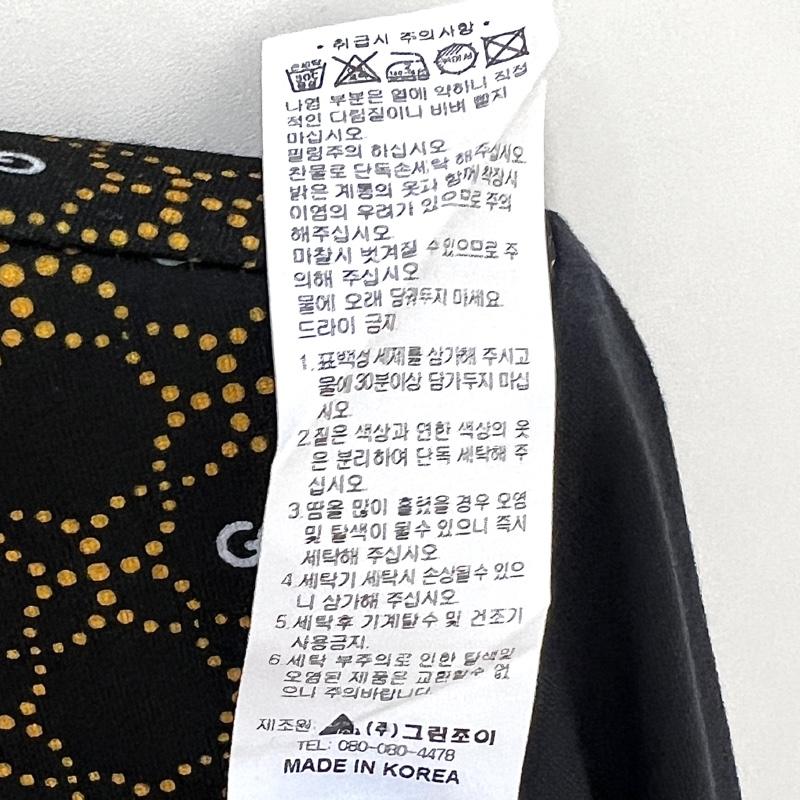 • 취급시 주의사항 •
나염 부분은 열에 약하니 직접
적인 다림질이나 비벼 빨지
마십시오.
필링주의 하십시오.
찬물로 단독손세탁 해주십시오.
밝은 계통의 옷과 함께 착장시
이염의 우려가 있으므로 주의
해주십시오.
마찰시 벗겨질 수있으므로 주
의해 주십시오
물에 오래 담궈두지 마세요.
드라이 금지
1.표백성 세제를 삼가해 주시고
물에 30분이상 담가두지 마십
시오.
2.짙은 색상과 연한 색상의 옷
은 분리하여 단독 세탁해 주
십시오.
3.땀을 많이 흘렸을 경우 오염
및 탈색이 될수 있으니 즉시
세탁해 주십시오
4.세탁기 세탁시 손상될수 있으
니 삼가해 주십시오.
5.세탁후 기계탈수 및 건조기
사용금지.
6.세탁 부주의로 인한 탈색및
오염된 제품은 교환할수 없
으니 주의바랍니다.
제조원 (주)그린조이
TEL: 080-080-4478
MADE IN KOREA
G
G